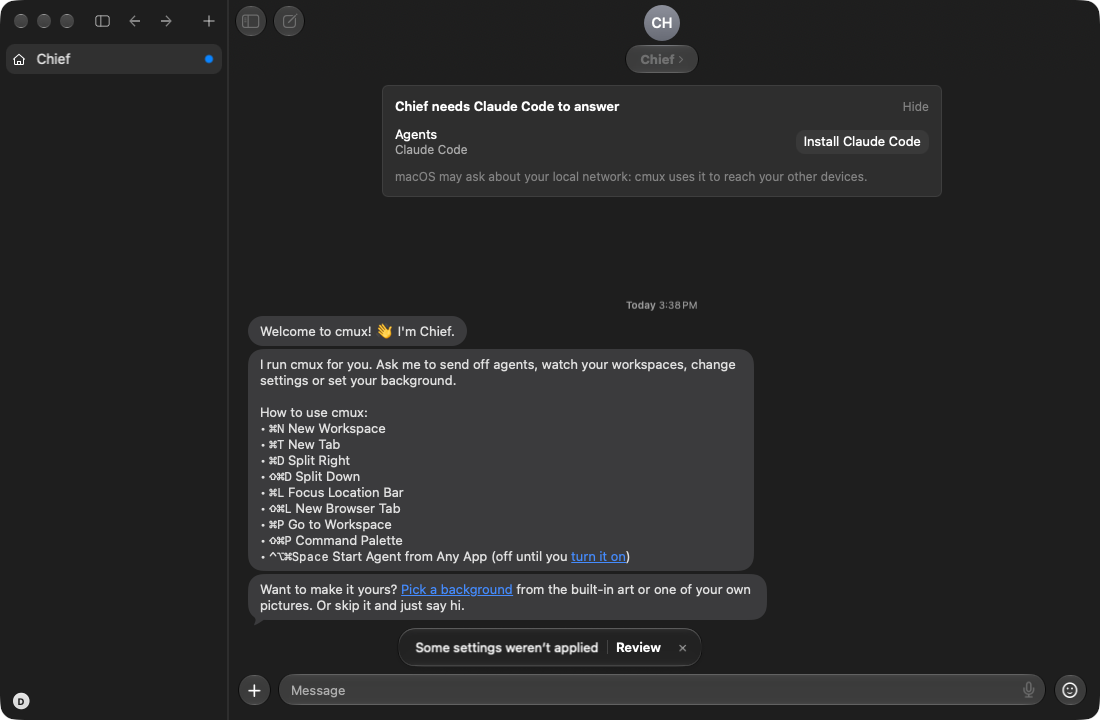 Chief
CH
Chief ›
Chief needs Claude Code to answer
Hide
Agents
Claude Code
Install Claude Code
macOS may ask about your local network: cmux uses it to reach your other devices.
Today 3:38 PM
Welcome to cmux! 👋 I'm Chief.
I run cmux for you. Ask me to send off agents, watch your workspaces, change
settings or set your background.
How to use cmux:
• ⌘N New Workspace
• ⌘T New Tab
• ⌘D Split Right
• ⇧⌘D Split Down
• ⌘L Focus Location Bar
• ⇧⌘L New Browser Tab
• ⌘P Go to Workspace
• ⇧⌘P Command Palette
• ^⌥⌘Space Start Agent from Any App (off until you turn it on)
Want to make it yours? Pick a background from the built-in art or one of your own
pictures. Or skip it and just say hi.
Some settings weren't applied
Review
×
Message
D